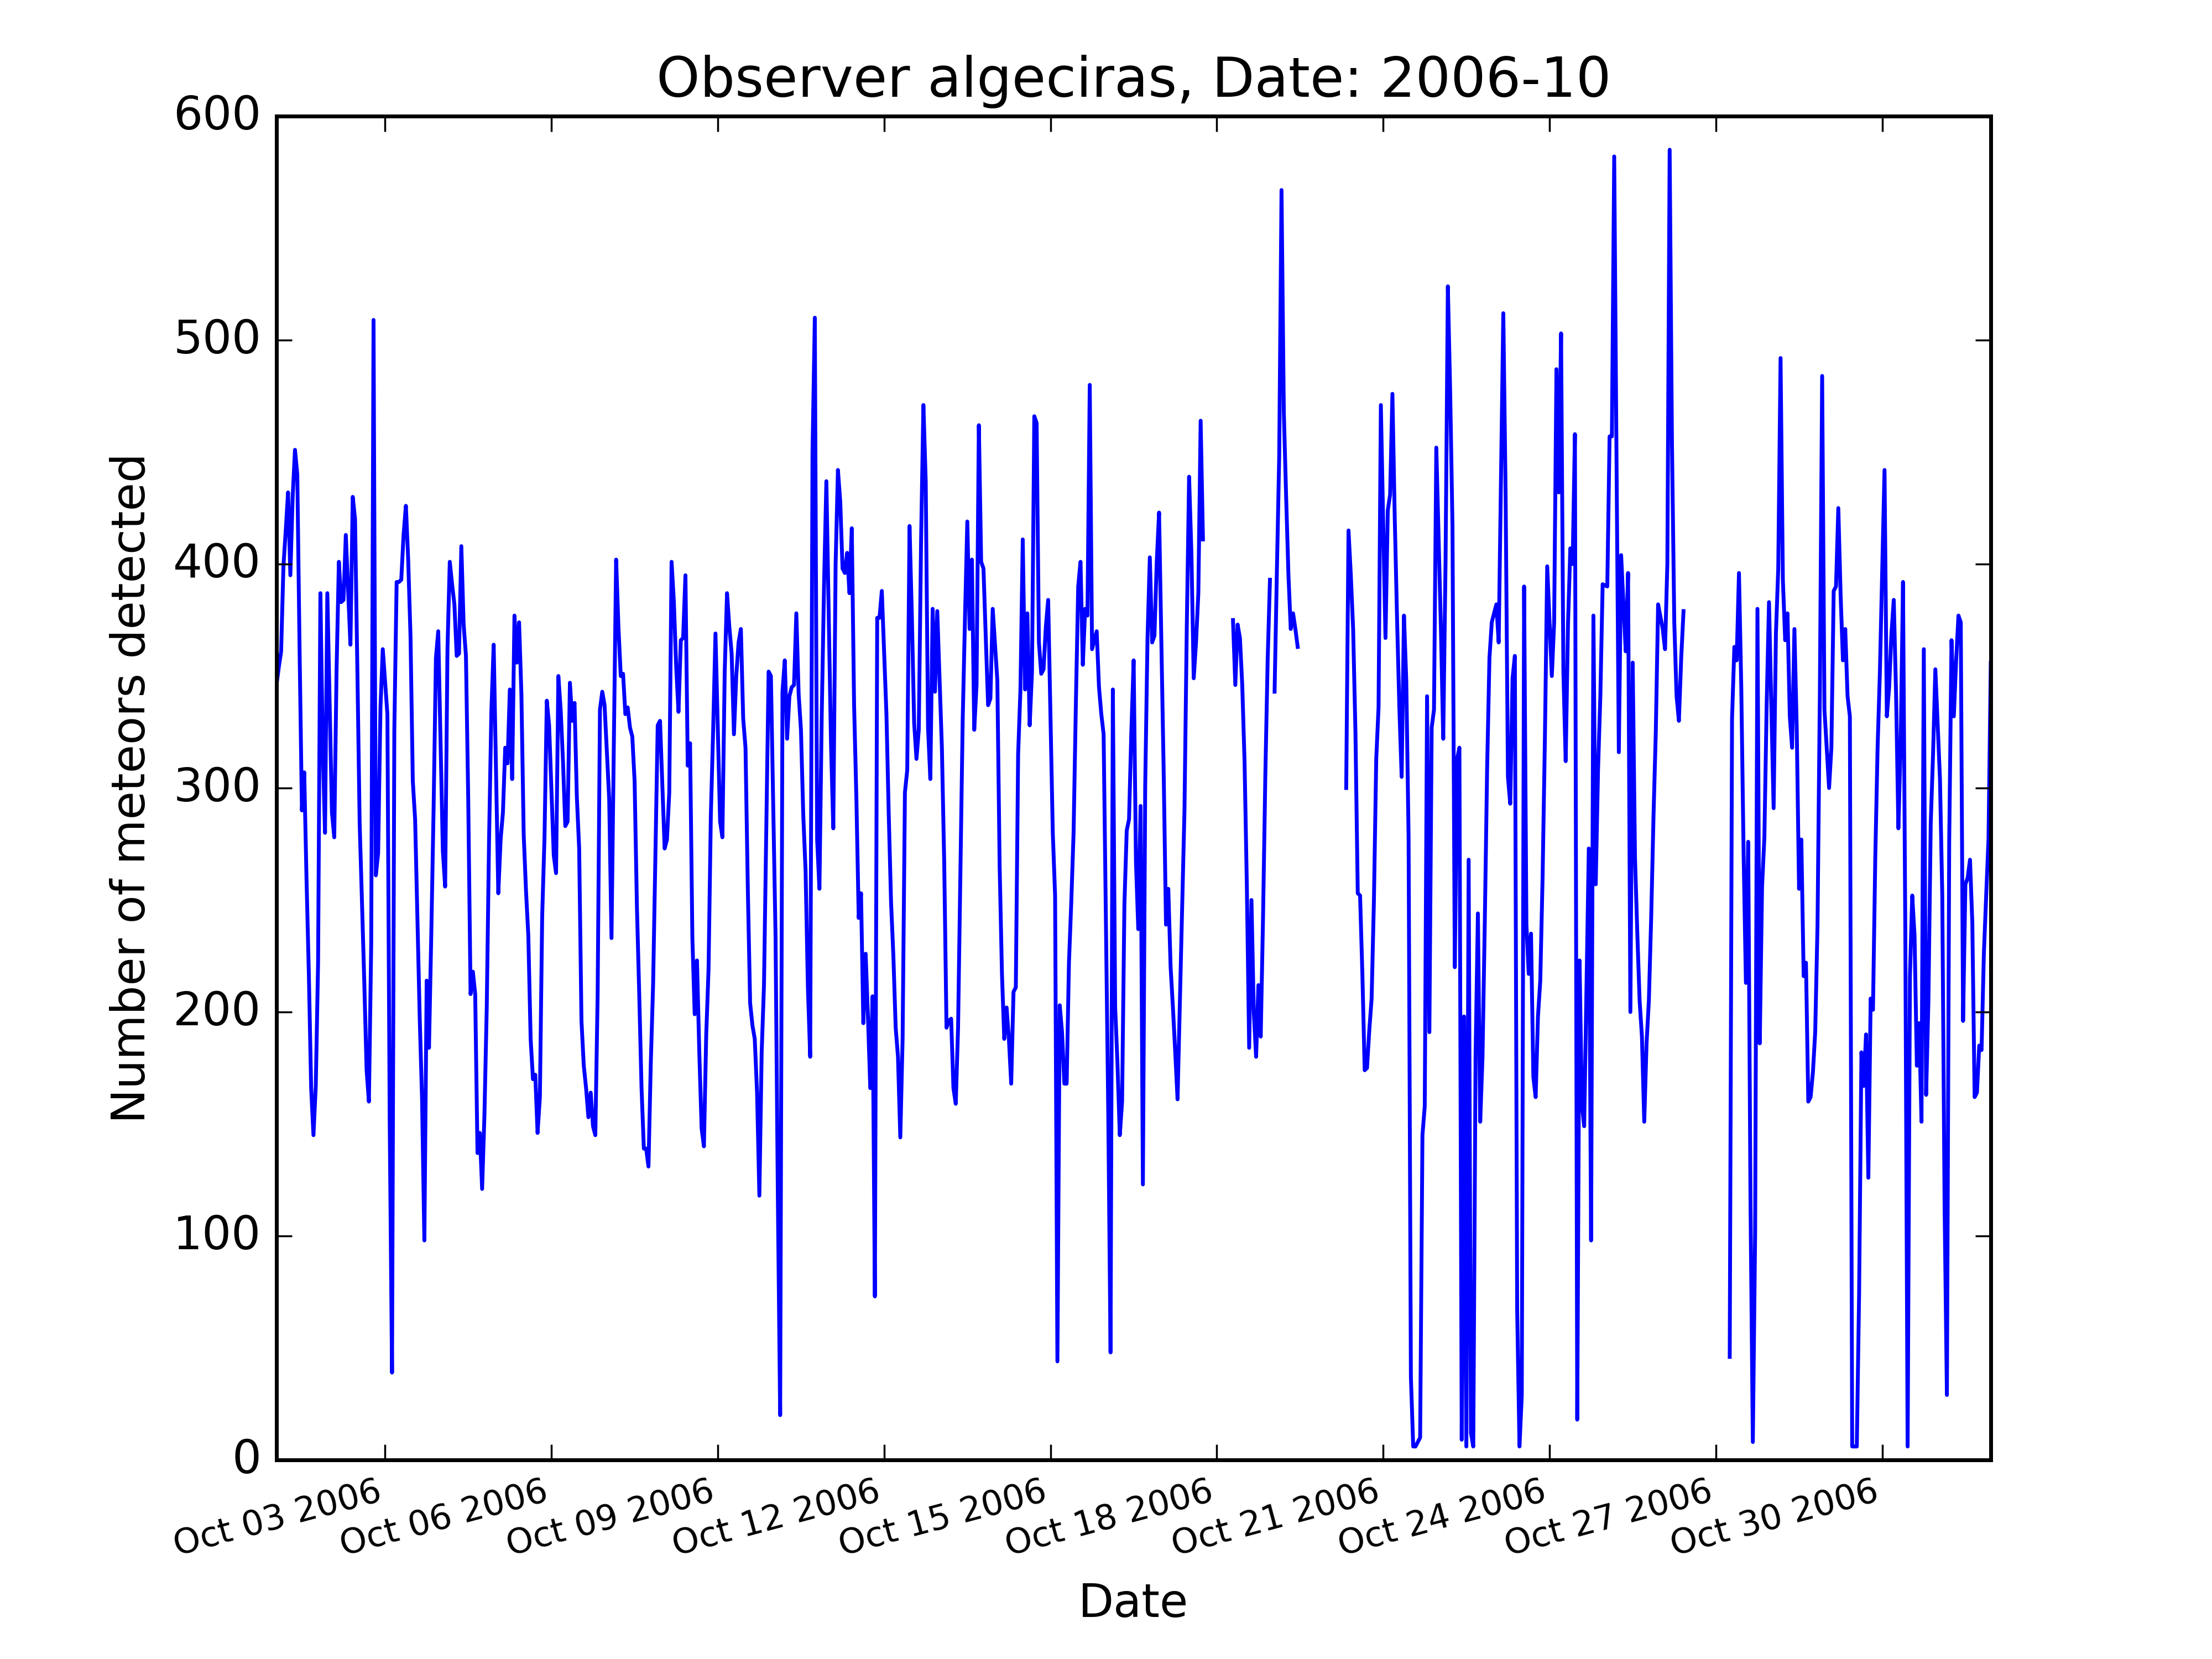 Observer algeciras, Date: 2006-10
600
500
400
300
200
100
0
Number of meteors detected
Oct 03 2006
Oct 06 2006
Oct 09 2006
Oct 12 2006
Oct 15 2006
Oct 18 2006
Oct 21 2006
Oct 24 2006
Oct 27 2006
Oct 30 2006
Date